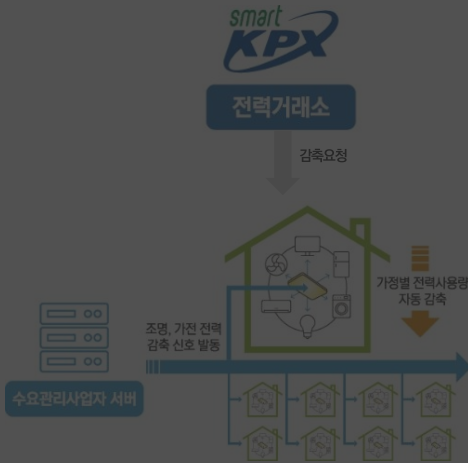 smart
KPX
전력거래소
감축요청
가정별 전력사용량
자동 감축
조명, 가전 전력
감축 신호 발동
수요관리사업자 서버